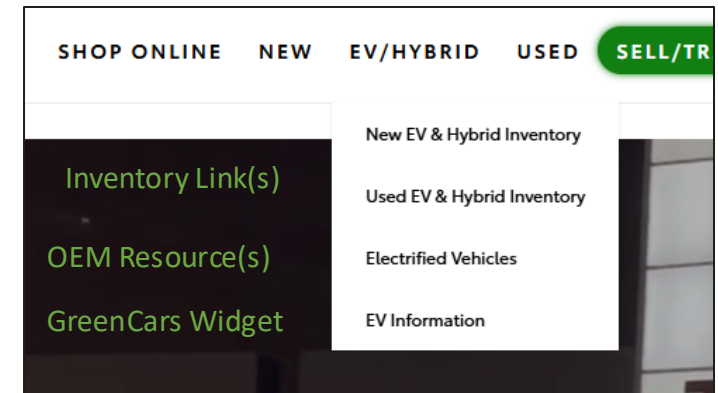 SHOP ONLINE NEW EV/HYBRID USED SELL/TR
New EV & Hybrid Inventory
Inventory Link(s)
Used EV & Hybrid Inventory
OEM Resource(s)
Electrified Vehicles
GreenCars Widget
EV Information